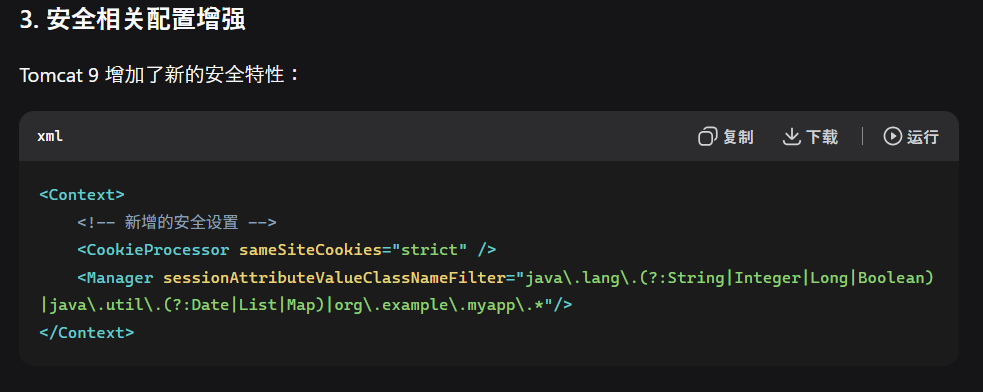 3. 安全相关配置增强
Tomcat 9 增加了新的安全特性：
xml
复制
下载
运行
<Context>
    <!-- 新增的安全设置 -->
    <CookieProcessor sameSiteCookies="strict" />
    <Manager sessionAttributeValueClassNameFilter="java\.lang\.(?:String|Integer|Long|Boolean)
|java\.util\.(?:Date|List|Map)|org\.example\.myapp\.*"/>
</Context>